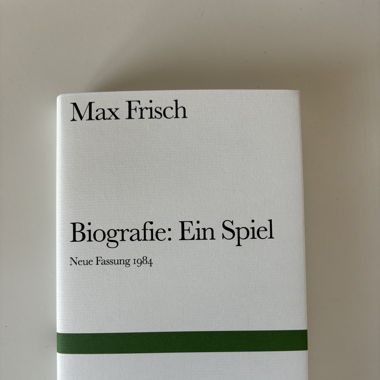 Max Frisch
Biografie: Ein Spiel
Neue Fassung 1984